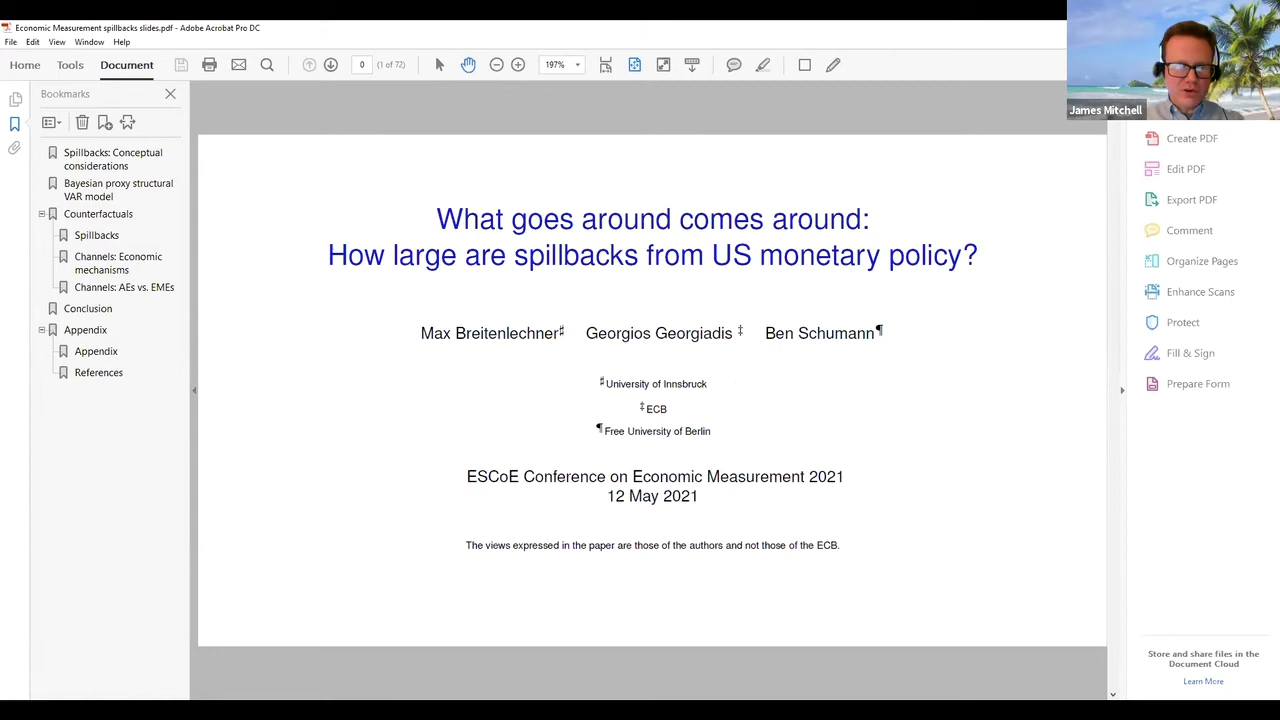 Economic Measurement spillbacks slides.pdf - Adobe Acrobat Pro DC
File Edit View Window Help
Home Tools Document 0 (1 of 72) 197%
Bookmarks
Spillbacks: Conceptual
considerations
Bayesian proxy structural
VAR model
Counterfactuals
Spillbacks
Channels: Economic
mechanisms
Channels: AEs vs. EMEs
Conclusion
Appendix
Appendix
References
What goes around comes around:
How large are spillbacks from US monetary policy?
Max Breitenlechner♯ Georgios Georgiadis ‡ Ben Schumann¶
♯University of Innsbruck
‡ECB
¶Free University of Berlin
ESCoE Conference on Economic Measurement 2021
12 May 2021
The views expressed in the paper are those of the authors and not those of the ECB.
James Mitchell
Create PDF
Edit PDF
Export PDF
Comment
Organize Pages
Enhance Scans
Protect
Fill & Sign
Prepare Form
Store and share files in the
Document Cloud
Learn More